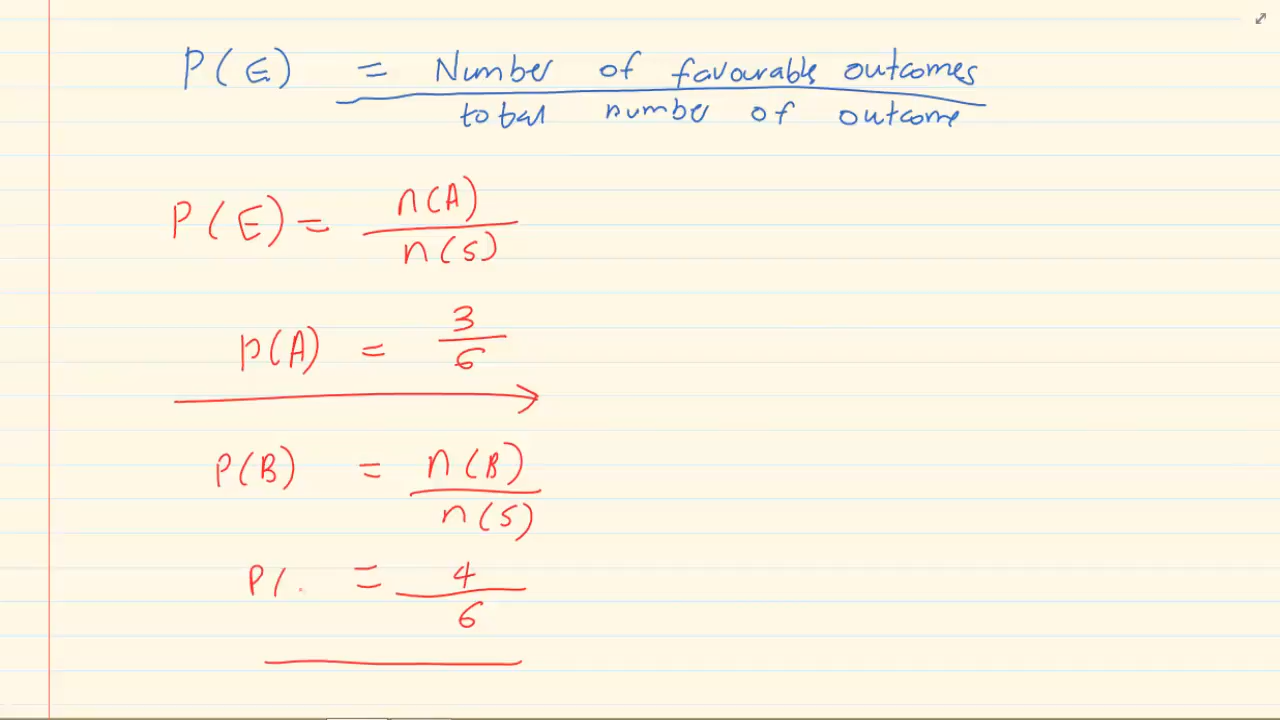 P(E) = Number of favourable outcomes
total number of outcome
P(E) = n(A)
n(S)
P(A) = 3
6
P(B) = n(B)
n(S)
P( = 4
6